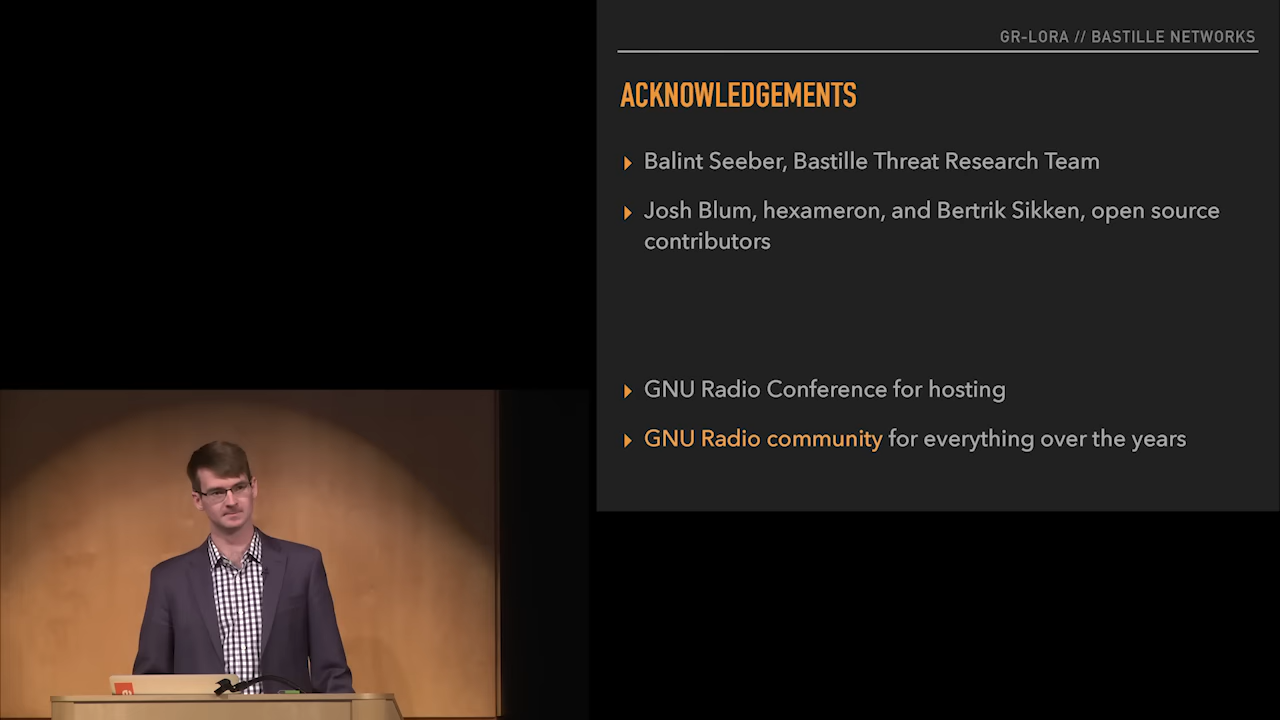 GR-LORA // BASTILLE NETWORKS
ACKNOWLEDGEMENTS
Balint Seeber, Bastille Threat Research Team
Josh Blum, hexameron, and Bertrik Sikken, open source
contributors
GNU Radio Conference for hosting
GNU Radio community for everything over the years